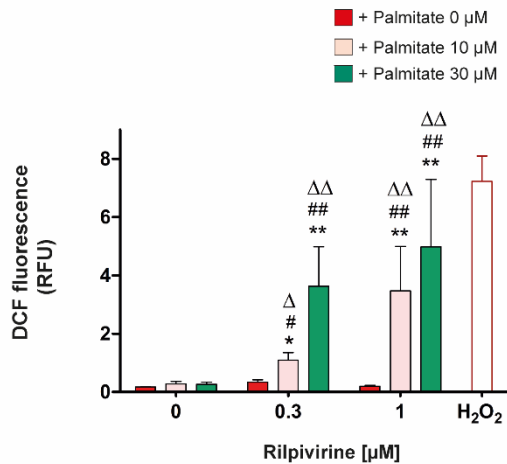 + Palmitate 0 µM
+ Palmitate 10 µM
+ Palmitate 30 µM
DCF fluorescence
(RFU)
8
6
4
2
0
Δ
#
*
ΔΔ
##
**
ΔΔ
##
**
ΔΔ
##
**
0 0.3 1 H₂O₂
Rilpivirine [µM]